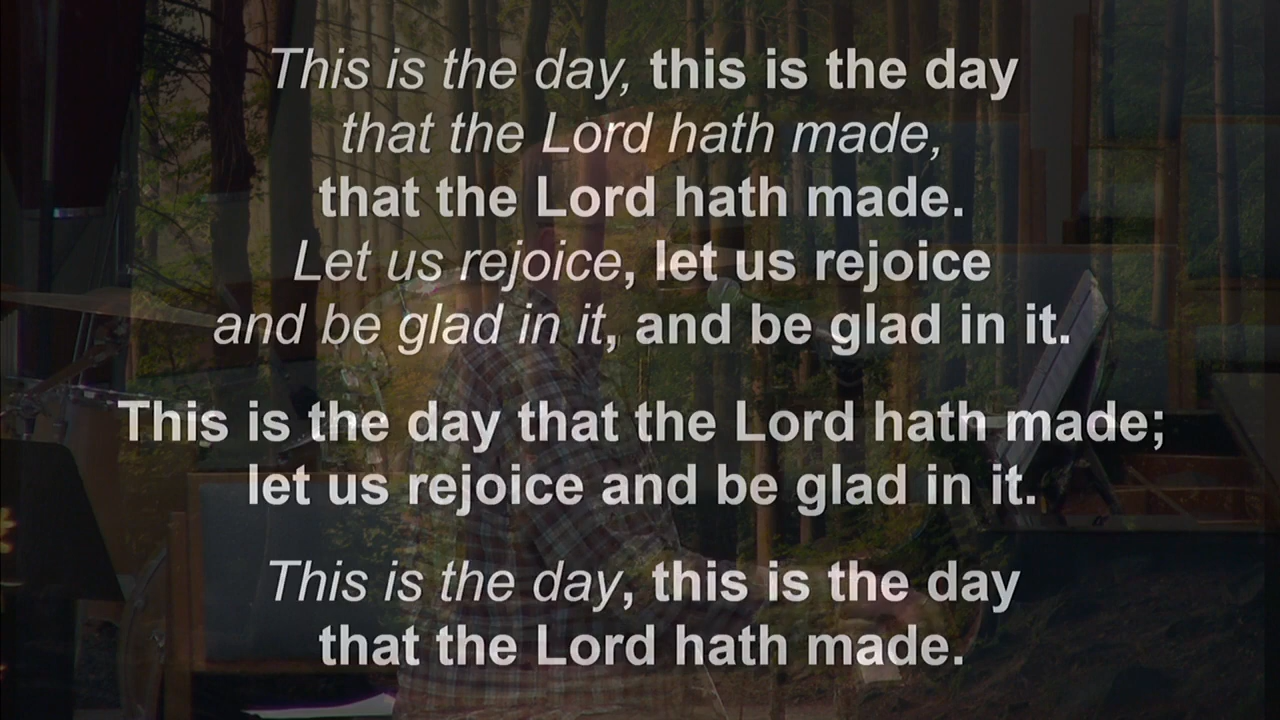 This is the day, this is the day
that the Lord hath made,
that the Lord hath made.
Let us rejoice, let us rejoice
and be glad in it, and be glad in it.
This is the day that the Lord hath made;
let us rejoice and be glad in it.
This is the day, this is the day
that the Lord hath made.